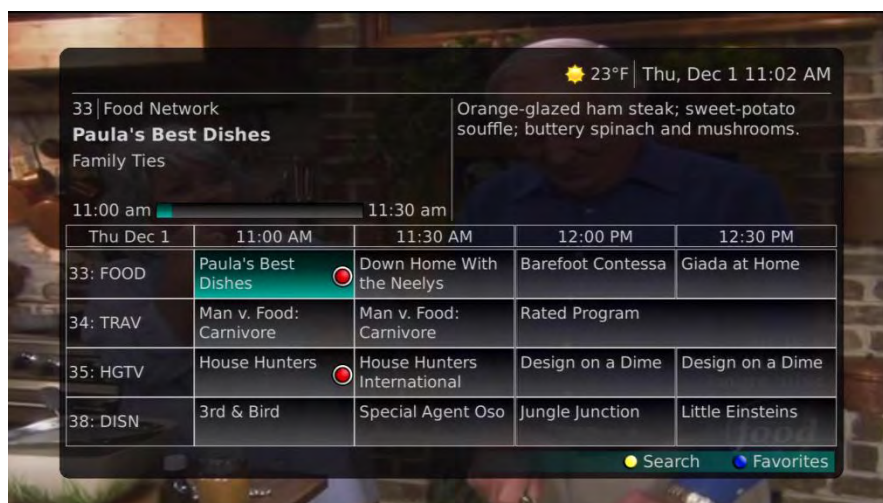 23°F Thu, Dec 1 11:02 AM
33 Food Network
Paula's Best Dishes
Family Ties
Orange-glazed ham steak; sweet-potato
souffle; buttery spinach and mushrooms.
11:00 am 11:30 am
Thu Dec 1 11:00 AM 11:30 AM 12:00 PM 12:30 PM
33: FOOD
Paula's Best
Dishes
Down Home With
the Neelys
Barefoot Contessa
Giada at Home
34: TRAV
Man v. Food:
Carnivore
Man v. Food:
Carnivore
Rated Program
35: HGTV
House Hunters
House Hunters
International
Design on a Dime
Design on a Dime
38: DISN
3rd & Bird
Special Agent Oso
Jungle Junction
Little Einsteins
food
Search Favorites